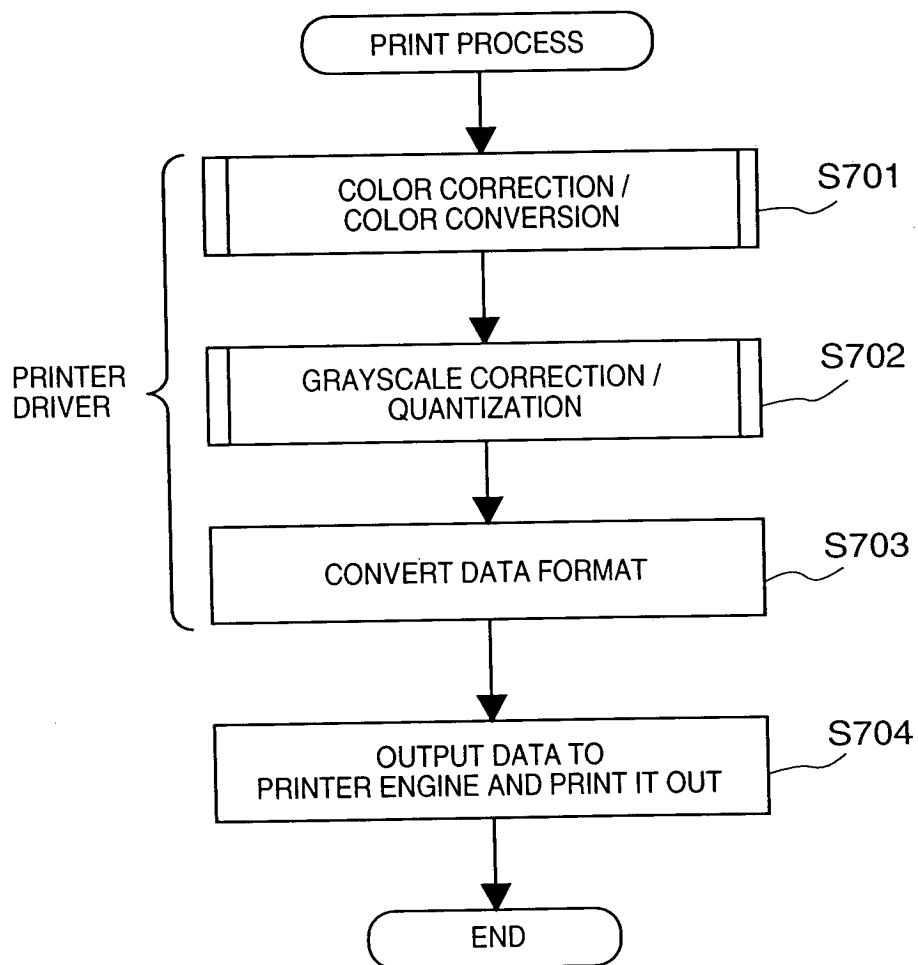 PRINT PROCESS
COLOR CORRECTION /
COLOR CONVERSION
S701
GRAYSCALE CORRECTION /
QUANTIZATION
S702
PRINTER
DRIVER
CONVERT DATA FORMAT
S703
OUTPUT DATA TO
PRINTER ENGINE AND PRINT IT OUT
S704
END